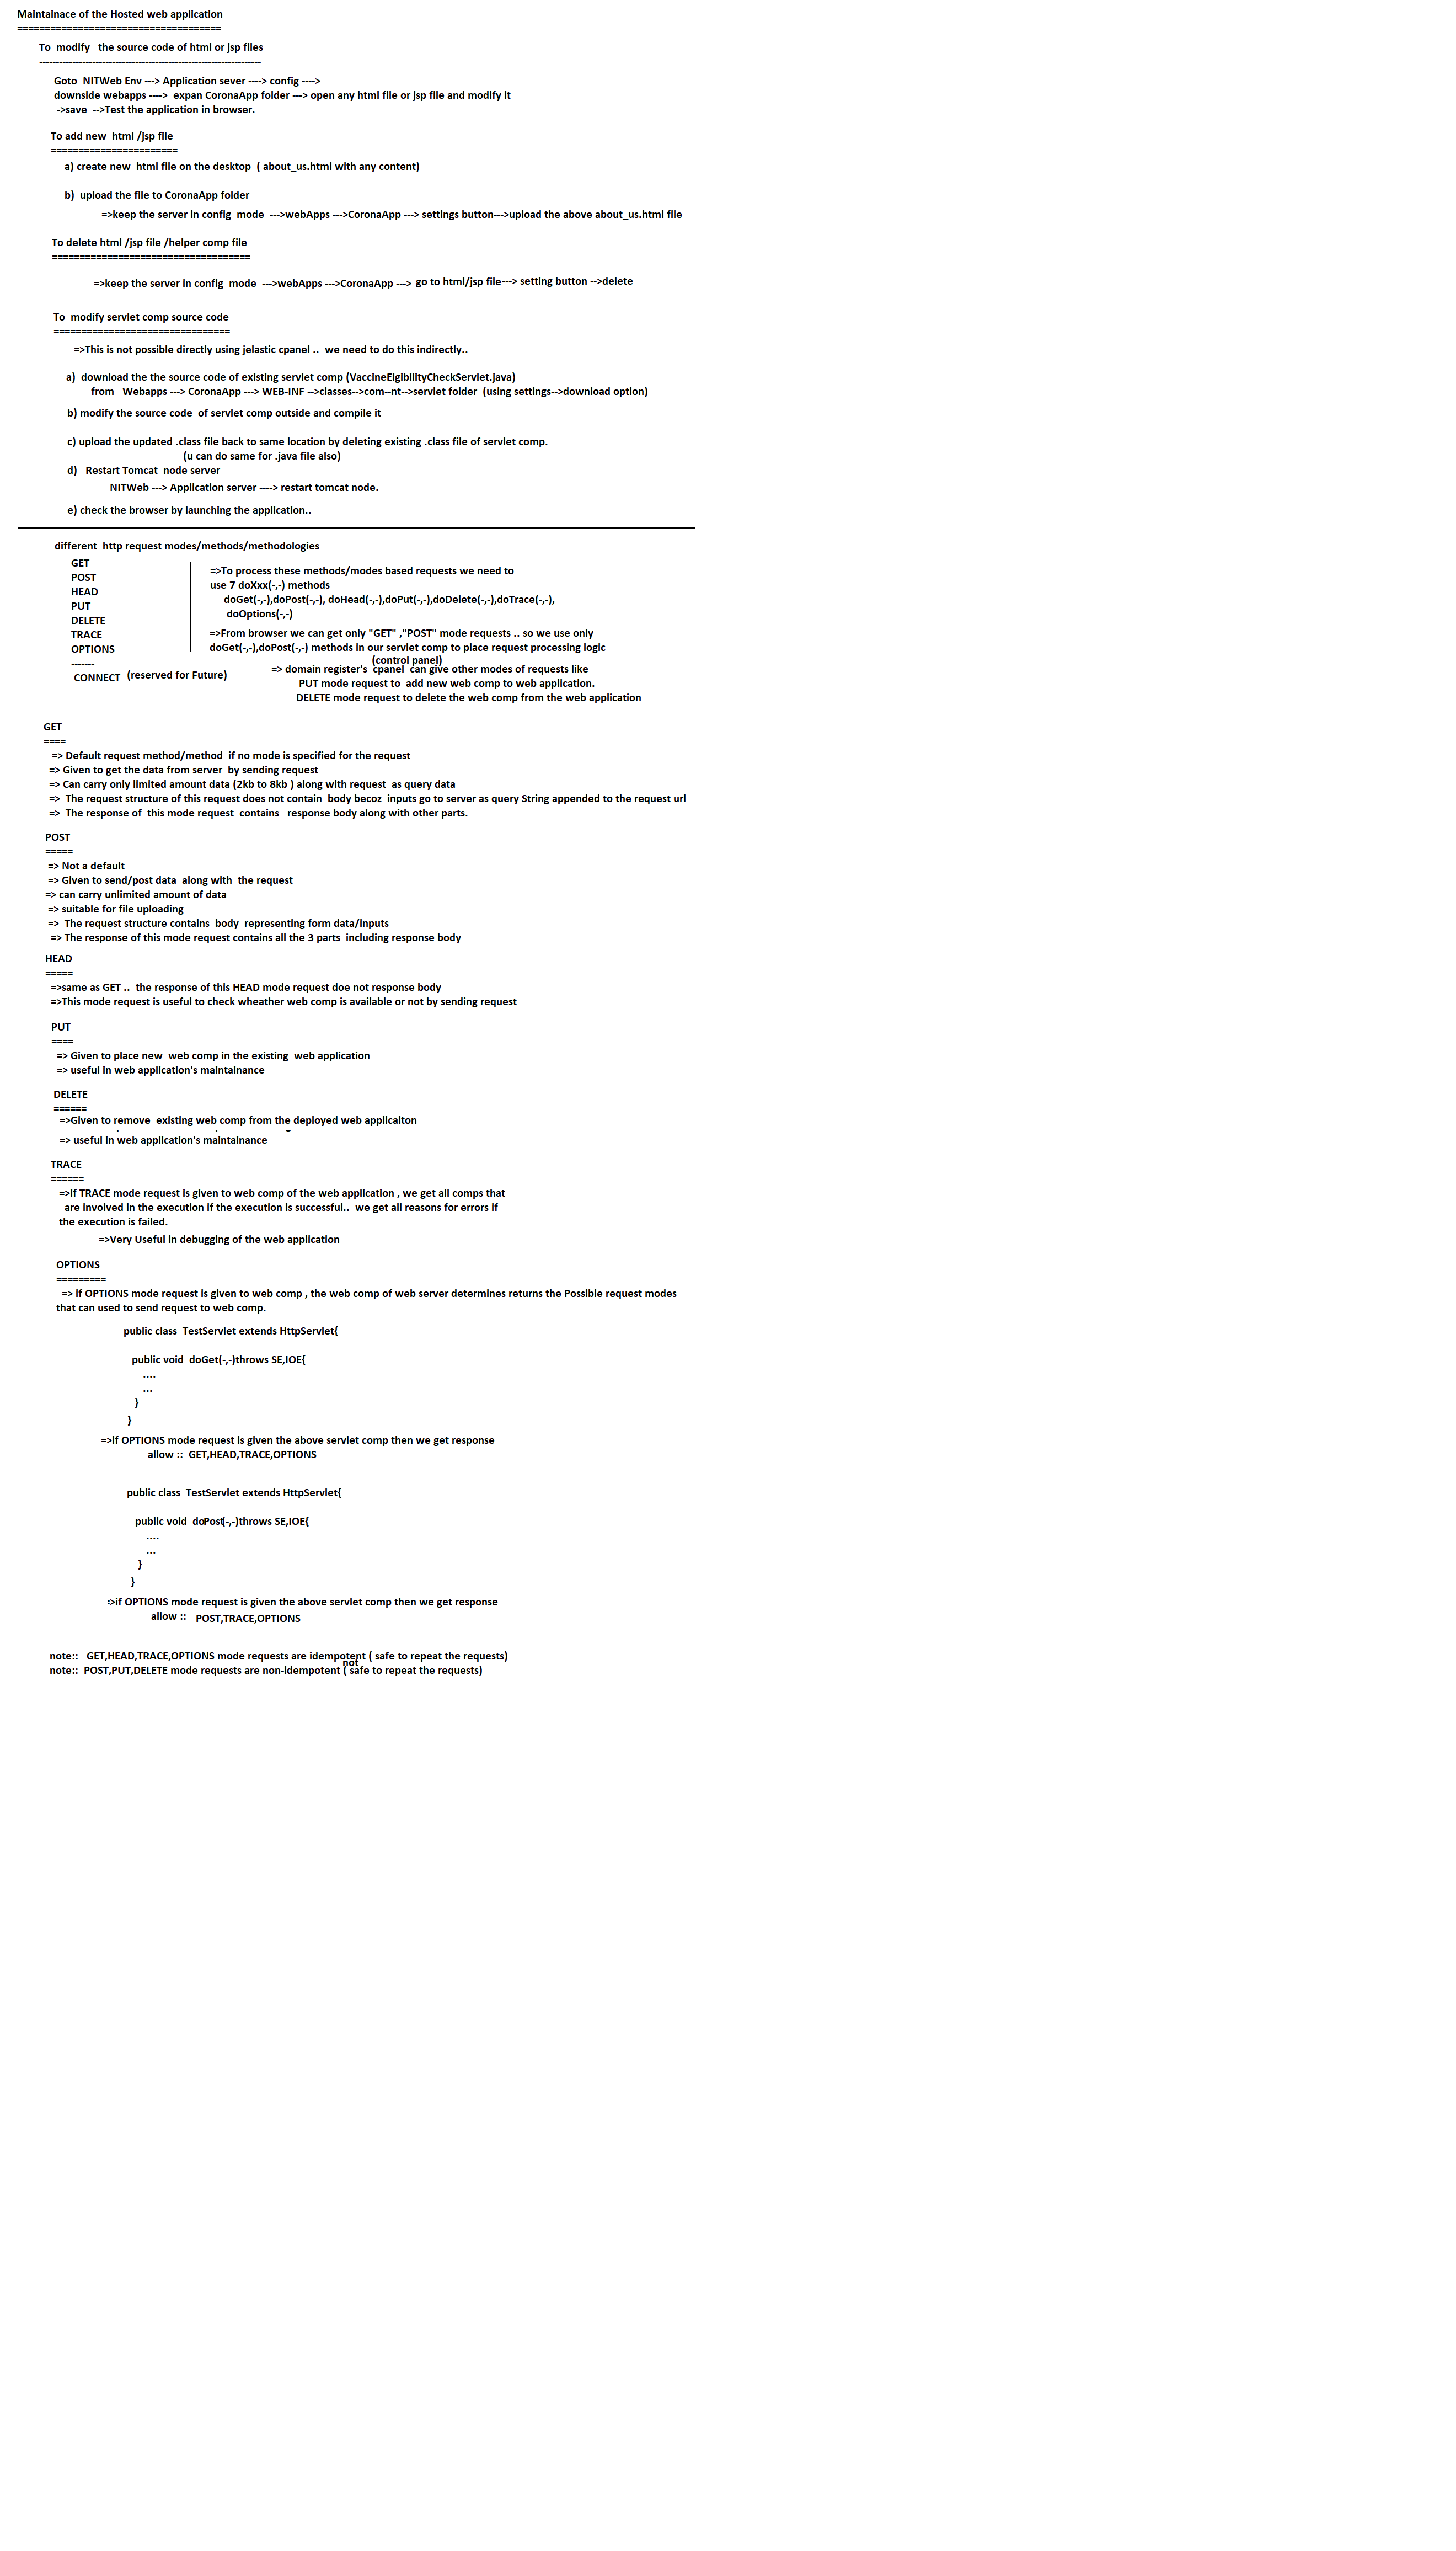 Maintainace of the Hosted web application
=====================================
To modify the source code of html or jsp files
--------------------------------------------------------------------
Goto NITWeb Env ---> Application sever ----> config ---->
downside webapps ----> expan CoronaApp folder ---> open any html file or jsp file and modify it
->save -->Test the application in browser.
To add new html /jsp file
=======================
a) create new html file on the desktop ( about_us.html with any content)
b) upload the file to CoronaApp folder
=>keep the server in config mode --->webApps --->CoronaApp ---> settings button--->upload the above about_us.html file
To delete html /jsp file /helper comp file
====================================
=>keep the server in config mode --->webApps --->CoronaApp ---> go to html/jsp file---> setting button -->delete
To modify servlet comp source code
================================
=>This is not possible directly using jelastic cpanel .. we need to do this indirectly..
a) download the the source code of existing servlet comp (VaccineElgibilityCheckServlet.java)
from Webapps ---> CoronaApp ---> WEB-INF -->classes-->com--nt-->servlet folder (using settings-->download option)
b) modify the source code of servlet comp outside and compile it
c) upload the updated .class file back to same location by deleting existing .class file of servlet comp.
(u can do same for .java file also)
d) Restart Tomcat node server
NITWeb ---> Application server ----> restart tomcat node.
e) check the browser by launching the application..
different http request modes/methods/methodologies
GET
POST
HEAD
PUT
DELETE
TRACE
OPTIONS
-------
CONNECT (reserved for Future)
=>To process these methods/modes based requests we need to
use 7 doXxx(-,-) methods
doGet(-,-),doPost(-,-), doHead(-,-),doPut(-,-),doDelete(-,-),doTrace(-,-),
doOptions(-,-)
=>From browser we can get only "GET" ,"POST" mode requests .. so we use only
doGet(-,-),doPost(-,-) methods in our servlet comp to place request processing logic
(control panel)
=> domain register's cpanel can give other modes of requests like
PUT mode request to add new web comp to web application.
DELETE mode request to delete the web comp from the web application
GET
====
=> Default request method/method if no mode is specified for the request
=> Given to get the data from server by sending request
=> Can carry only limited amount data (2kb to 8kb ) along with request as query data
=> The request structure of this request does not contain body becoz inputs go to server as query String appended to the request url
=> The response of this mode request contains response body along with other parts.
POST
=====
=> Not a default
=> Given to send/post data along with the request
=> can carry unlimited amount of data
=> suitable for file uploading
=> The request structure contains body representing form data/inputs
=> The response of this mode request contains all the 3 parts including response body
HEAD
=====
=>same as GET .. the response of this HEAD mode request doe not response body
=>This mode request is useful to check wheather web comp is available or not by sending request
PUT
====
=> Given to place new web comp in the existing web application
=> useful in web application's maintainance
DELETE
======
=>Given to remove existing web comp from the deployed web applicaiton
=> useful in web application's maintainance
TRACE
======
=>if TRACE mode request is given to web comp of the web application , we get all comps that
are involved in the execution if the execution is successful.. we get all reasons for errors if
the execution is failed.
=>Very Useful in debugging of the web application
OPTIONS
=========
=> if OPTIONS mode request is given to web comp , the web comp of web server determines returns the Possible request modes
that can used to send request to web comp.
public class TestServlet extends HttpServlet{
public void doGet(-,-)throws SE,IOE{
....
...
}
}
=>if OPTIONS mode request is given the above servlet comp then we get response
allow :: GET,HEAD,TRACE,OPTIONS
public class TestServlet extends HttpServlet{
public void doPost(-,-)throws SE,IOE{
....
...
}
}
=>if OPTIONS mode request is given the above servlet comp then we get response
allow :: POST,TRACE,OPTIONS
note:: GET,HEAD,TRACE,OPTIONS mode requests are idempotent ( safe to repeat the requests)
not
note:: POST,PUT,DELETE mode requests are non-idempotent ( safe to repeat the requests)